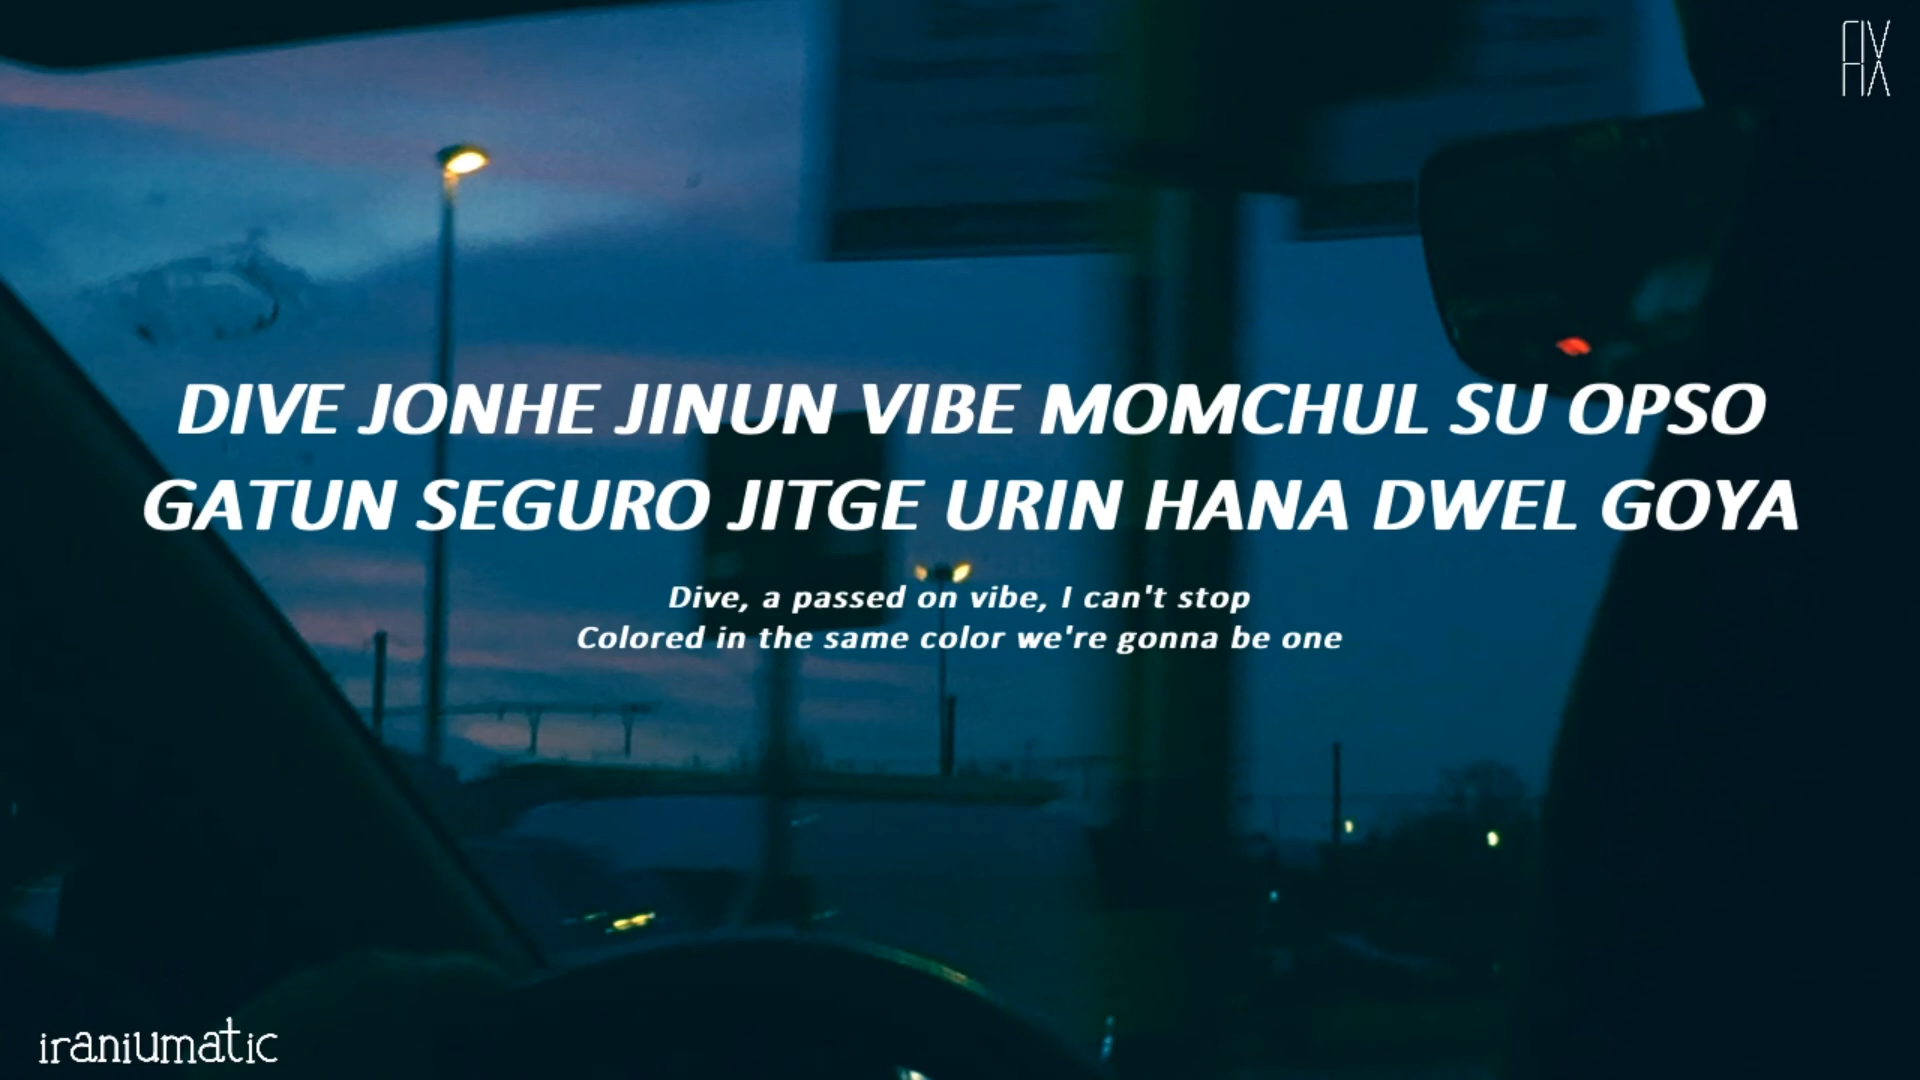 DIVE JONHE JINUN VIBE MOMCHUL SU OPSO
GATUN SEGURO JITGE URIN HANA DWEL GOYA
Dive, a passed on vibe, I can't stop
Colored in the same color we're gonna be one
iraniumatic